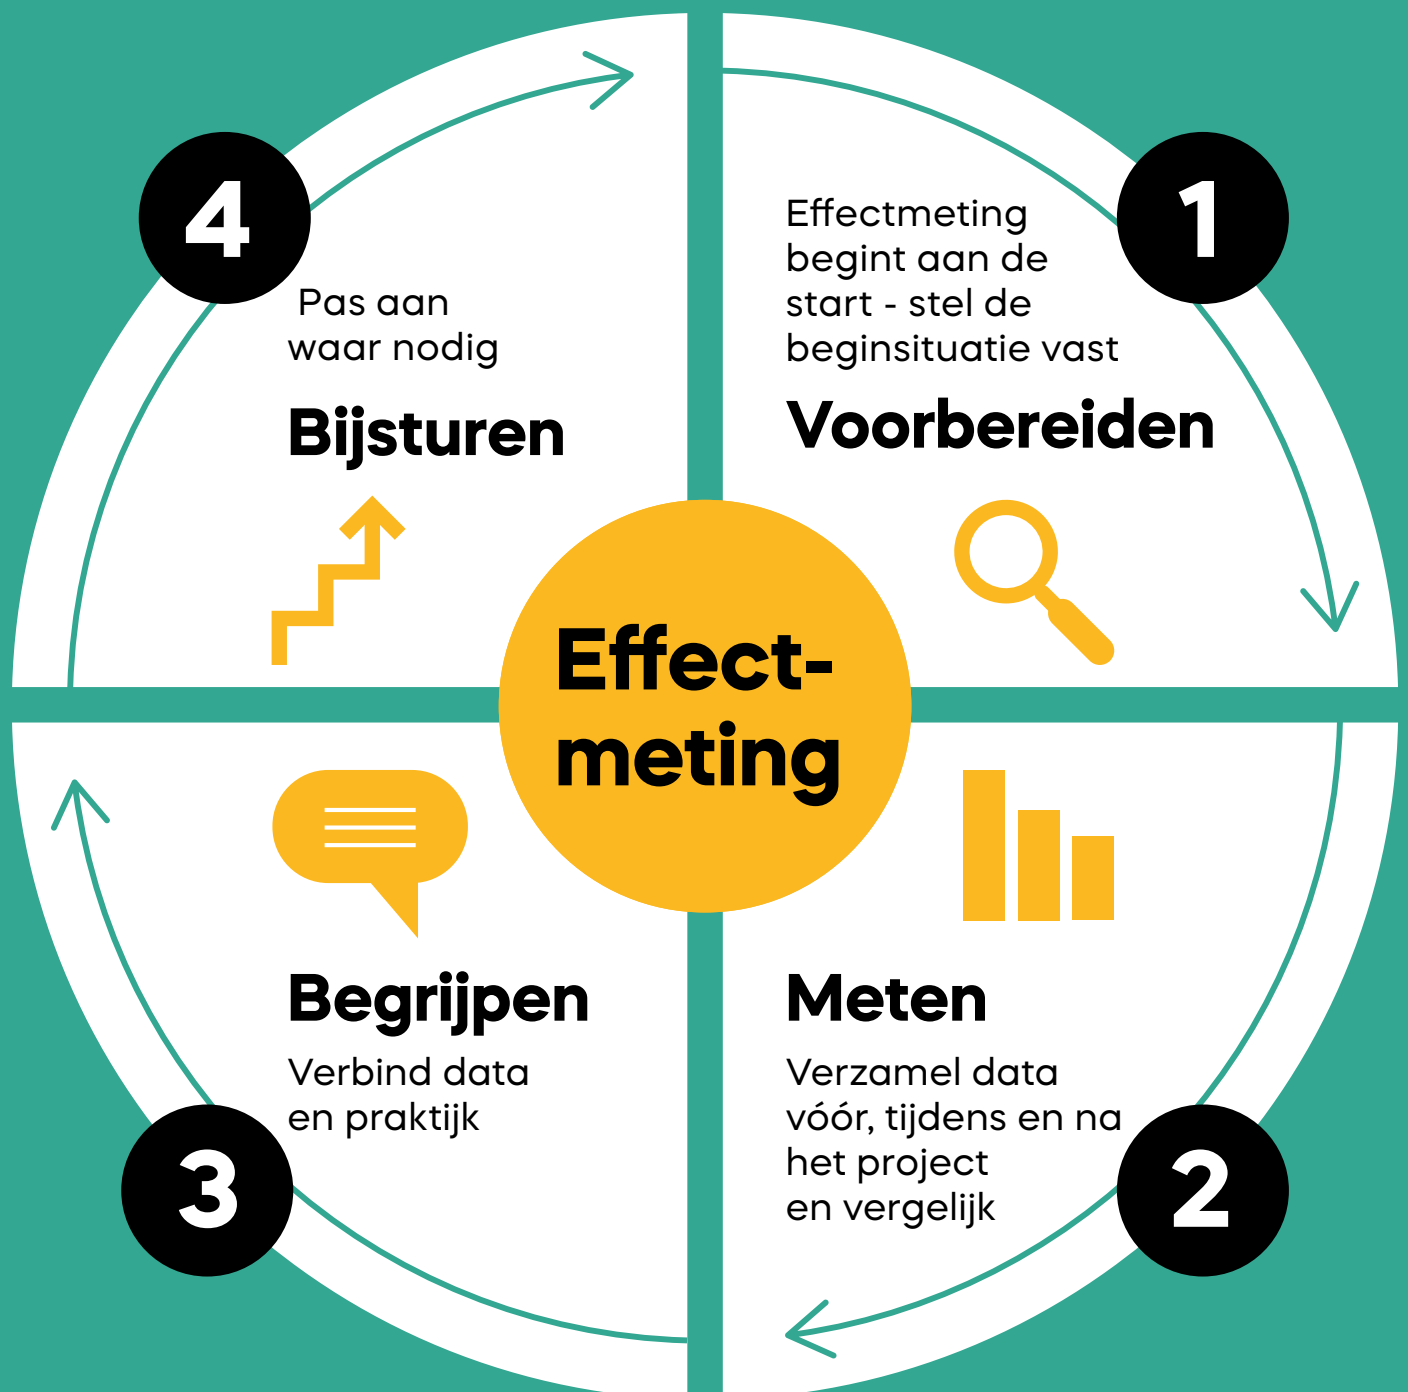 1
Effectmeting
begint aan de
start - stel de
beginsituatie vast
Voorbereiden
2
Meten
Verzamel data
vóór, tijdens en na
het project
en vergelijk
3
Begrijpen
Verbind data
en praktijk
4
Pas aan
waar nodig
Bijsturen
Effect-
meting